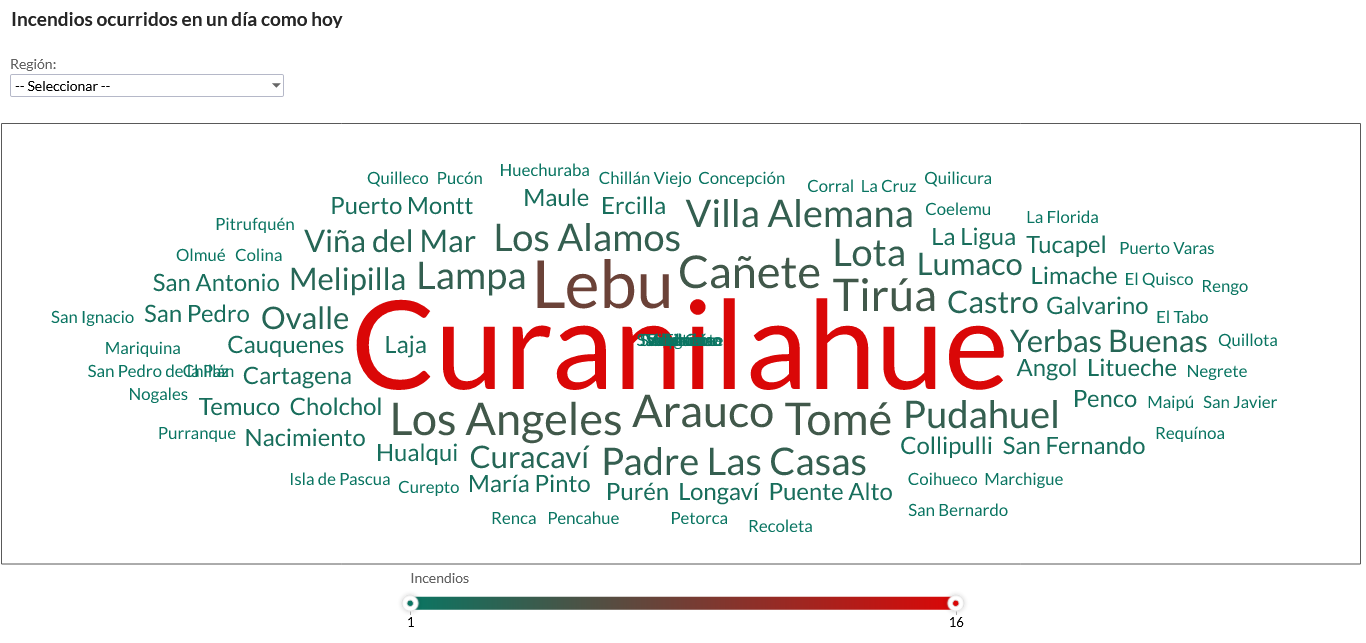 Incendios ocurridos en un día como hoy
Región:
-- Seleccionar --
Huechuraba
Quilleco Pucón Chillán Viejo Concepción Quilicura
Corral La Cruz
Puerto Montt Maule Ercilla Villa Alemana Coelemu
La Florida
Pitrufquén Viña del Mar Los Alamos La Ligua Tucapel Puerto Varas
Olmué Colina Lota
San Antonio Melipilla Lampa Lebu Cañete Lumaco Limache El Quisco Rengo
San Ignacio San Pedro Ovalle Tirúa Castro Galvarino El Tabo
Mariquina Cauquenes Laja Curanilahue Yerbas Buenas Quillota
San Pedro de la Paz Chillán Cartagena Angol Litueche Negrete
Nogales Temuco Cholchol Los Angeles Arauco Tomé Pudahuel Penco Maipú San Javier
Purranque Nacimiento Collipulli San Fernando Requínoa
Hualqui Curacaví Padre Las Casas
Isla de Pascua Curepto María Pinto Purén Longaví Puente Alto Coihueco Marchigue
San Bernardo
Renca Pencahue Petorca Recoleta
Incendios
1 16